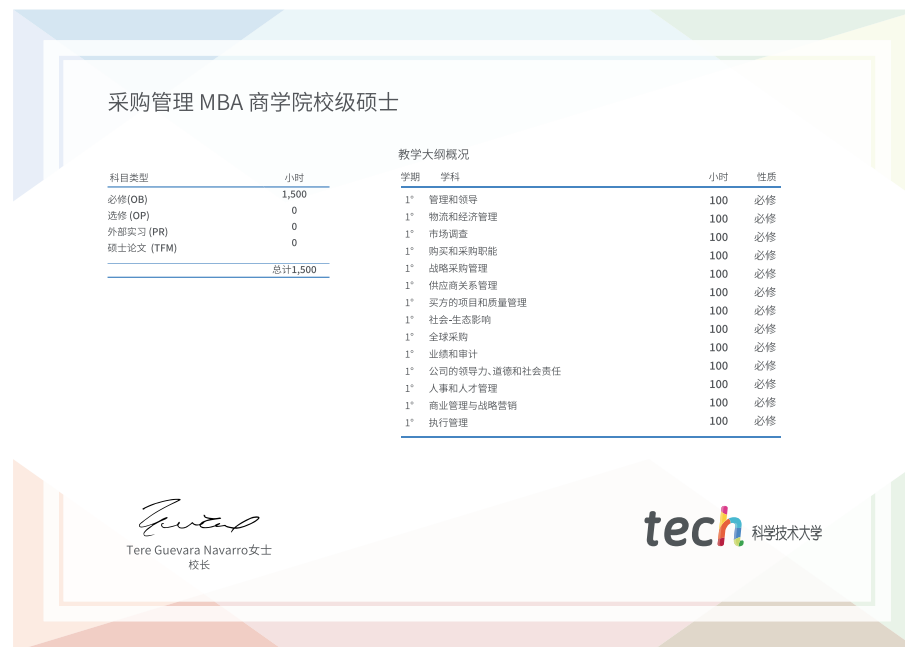 采购管理 MBA 商学院校级硕士
科目类型 小时
必修(OB) 1,500
选修 (OP) 0
外部实习 (PR) 0
硕士论文 (TFM) 0
总计1,500
教学大纲概况
学期 学科 小时 性质
1° 管理和领导 100 必修
1° 物流和经济管理 100 必修
1° 市场调查 100 必修
1° 购买和采购职能 100 必修
1° 战略采购管理 100 必修
1° 供应商关系管理 100 必修
1° 买方的项目和质量管理 100 必修
1° 社会-生态影响 100 必修
1° 全球采购 100 必修
1° 业绩和审计 100 必修
1° 公司的领导力、道德和社会责任 100 必修
1° 人事和人才管理 100 必修
1° 商业管理与战略营销 100 必修
1° 执行管理
Tere Guevara Navarro女士
校长
tech 科学技术大学